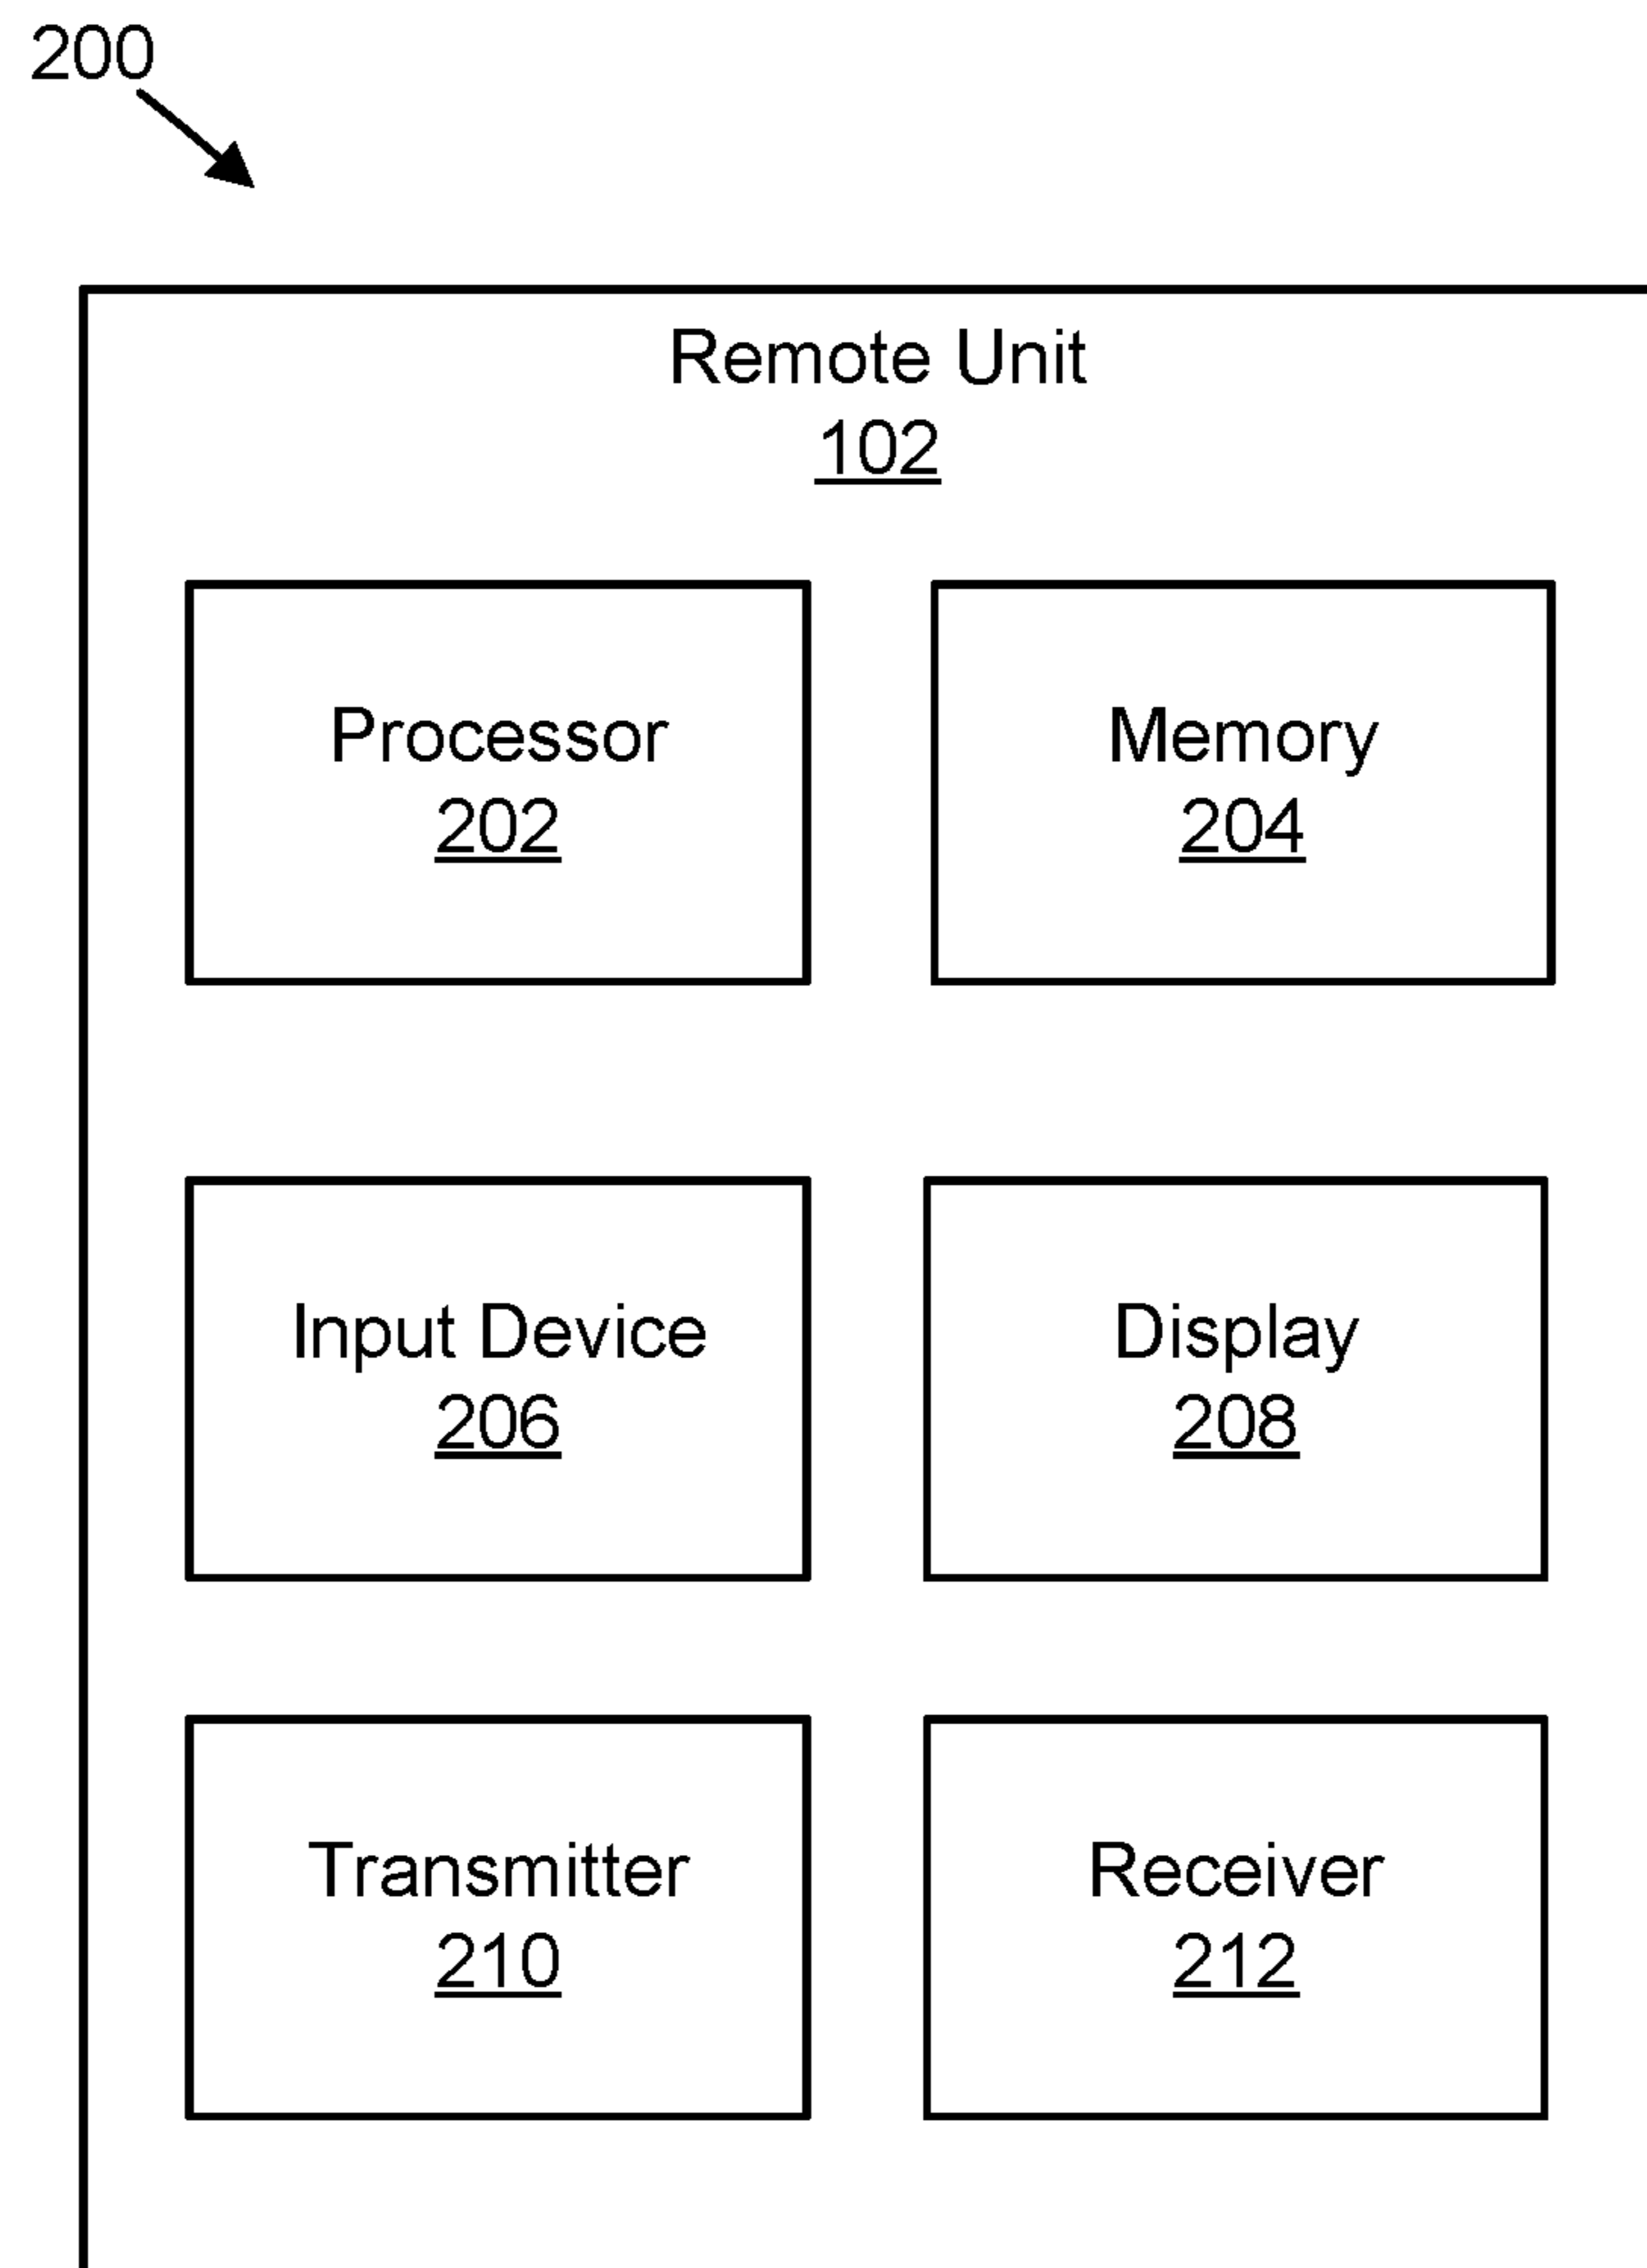 200
Remote Unit
102
Processor
202
Memory
204
Input Device
206
Display
208
Transmitter
210
Receiver
212